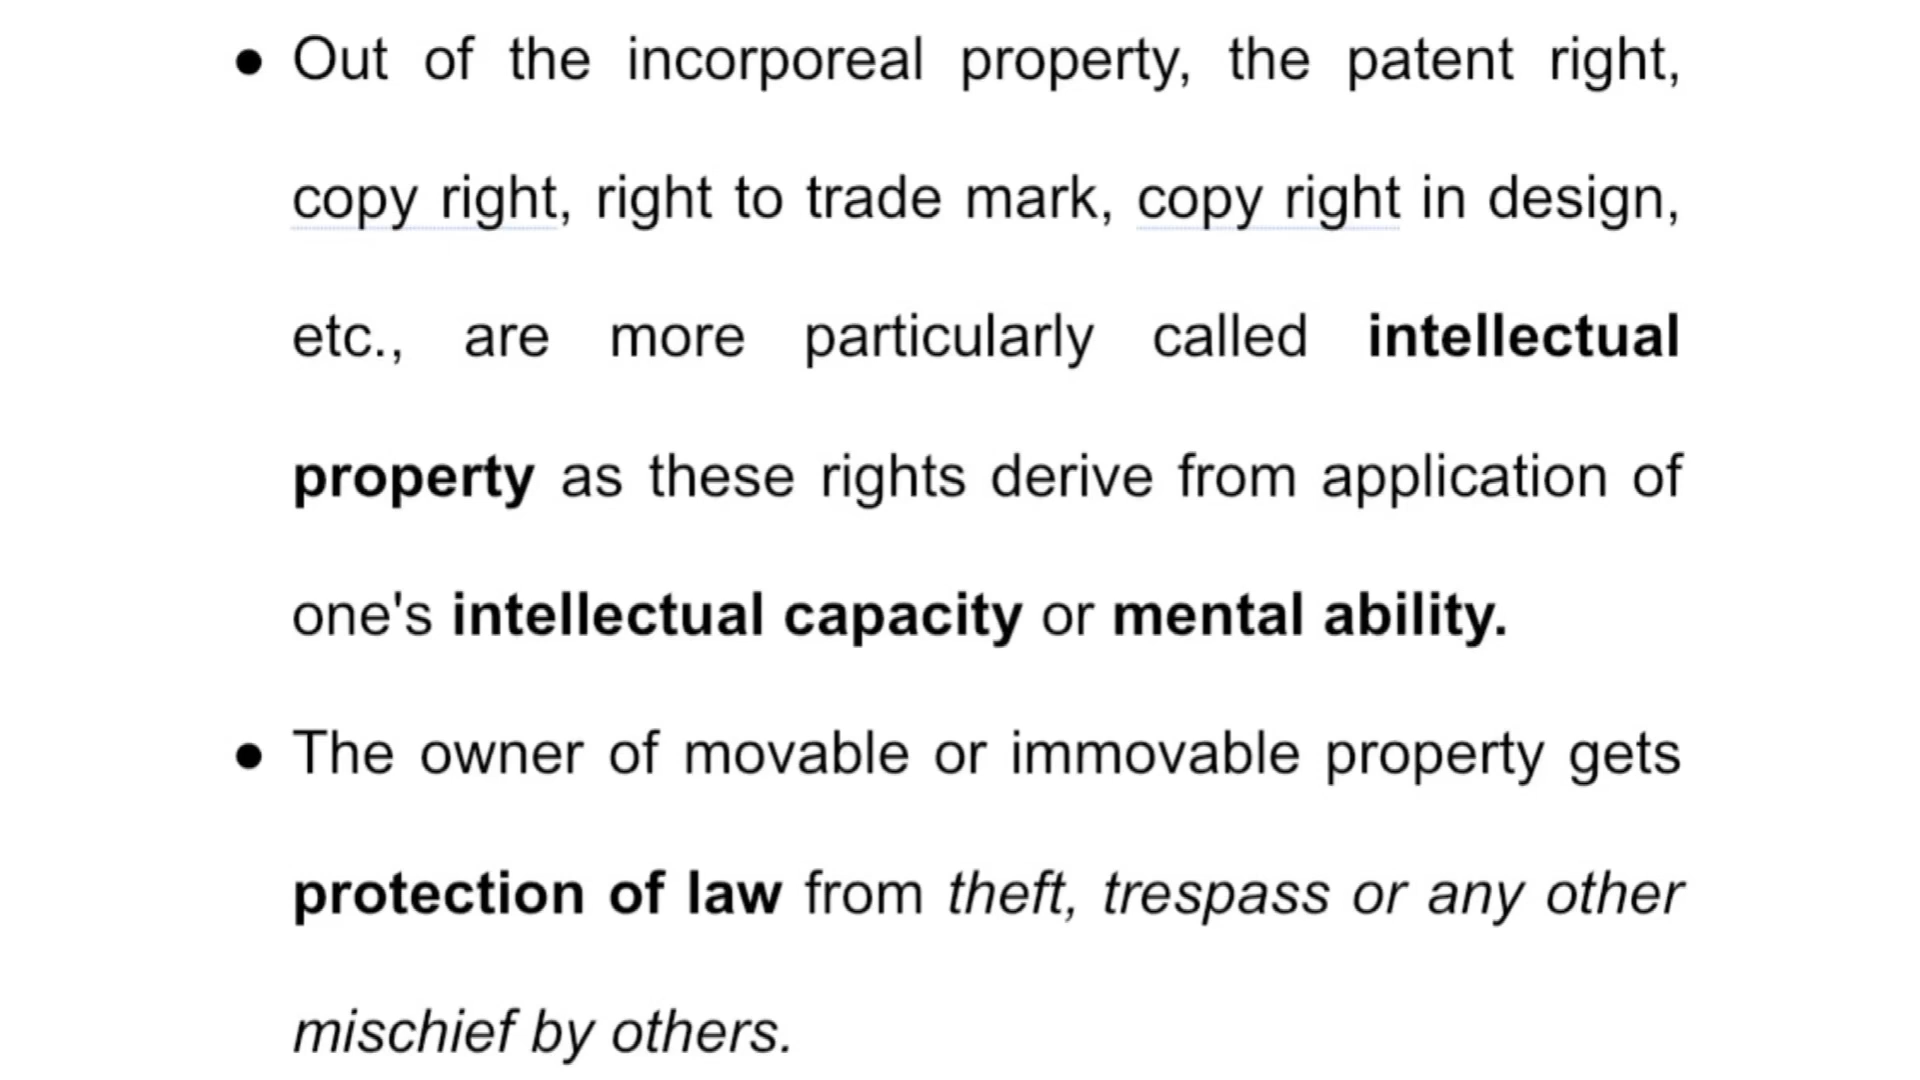 ● Out of the incorporeal property, the patent right,
copy right, right to trade mark, copy right in design,
etc., are more particularly called intellectual
property as these rights derive from application of
one's intellectual capacity or mental ability.
● The owner of movable or immovable property gets
protection of law from theft, trespass or any other
mischief by others.